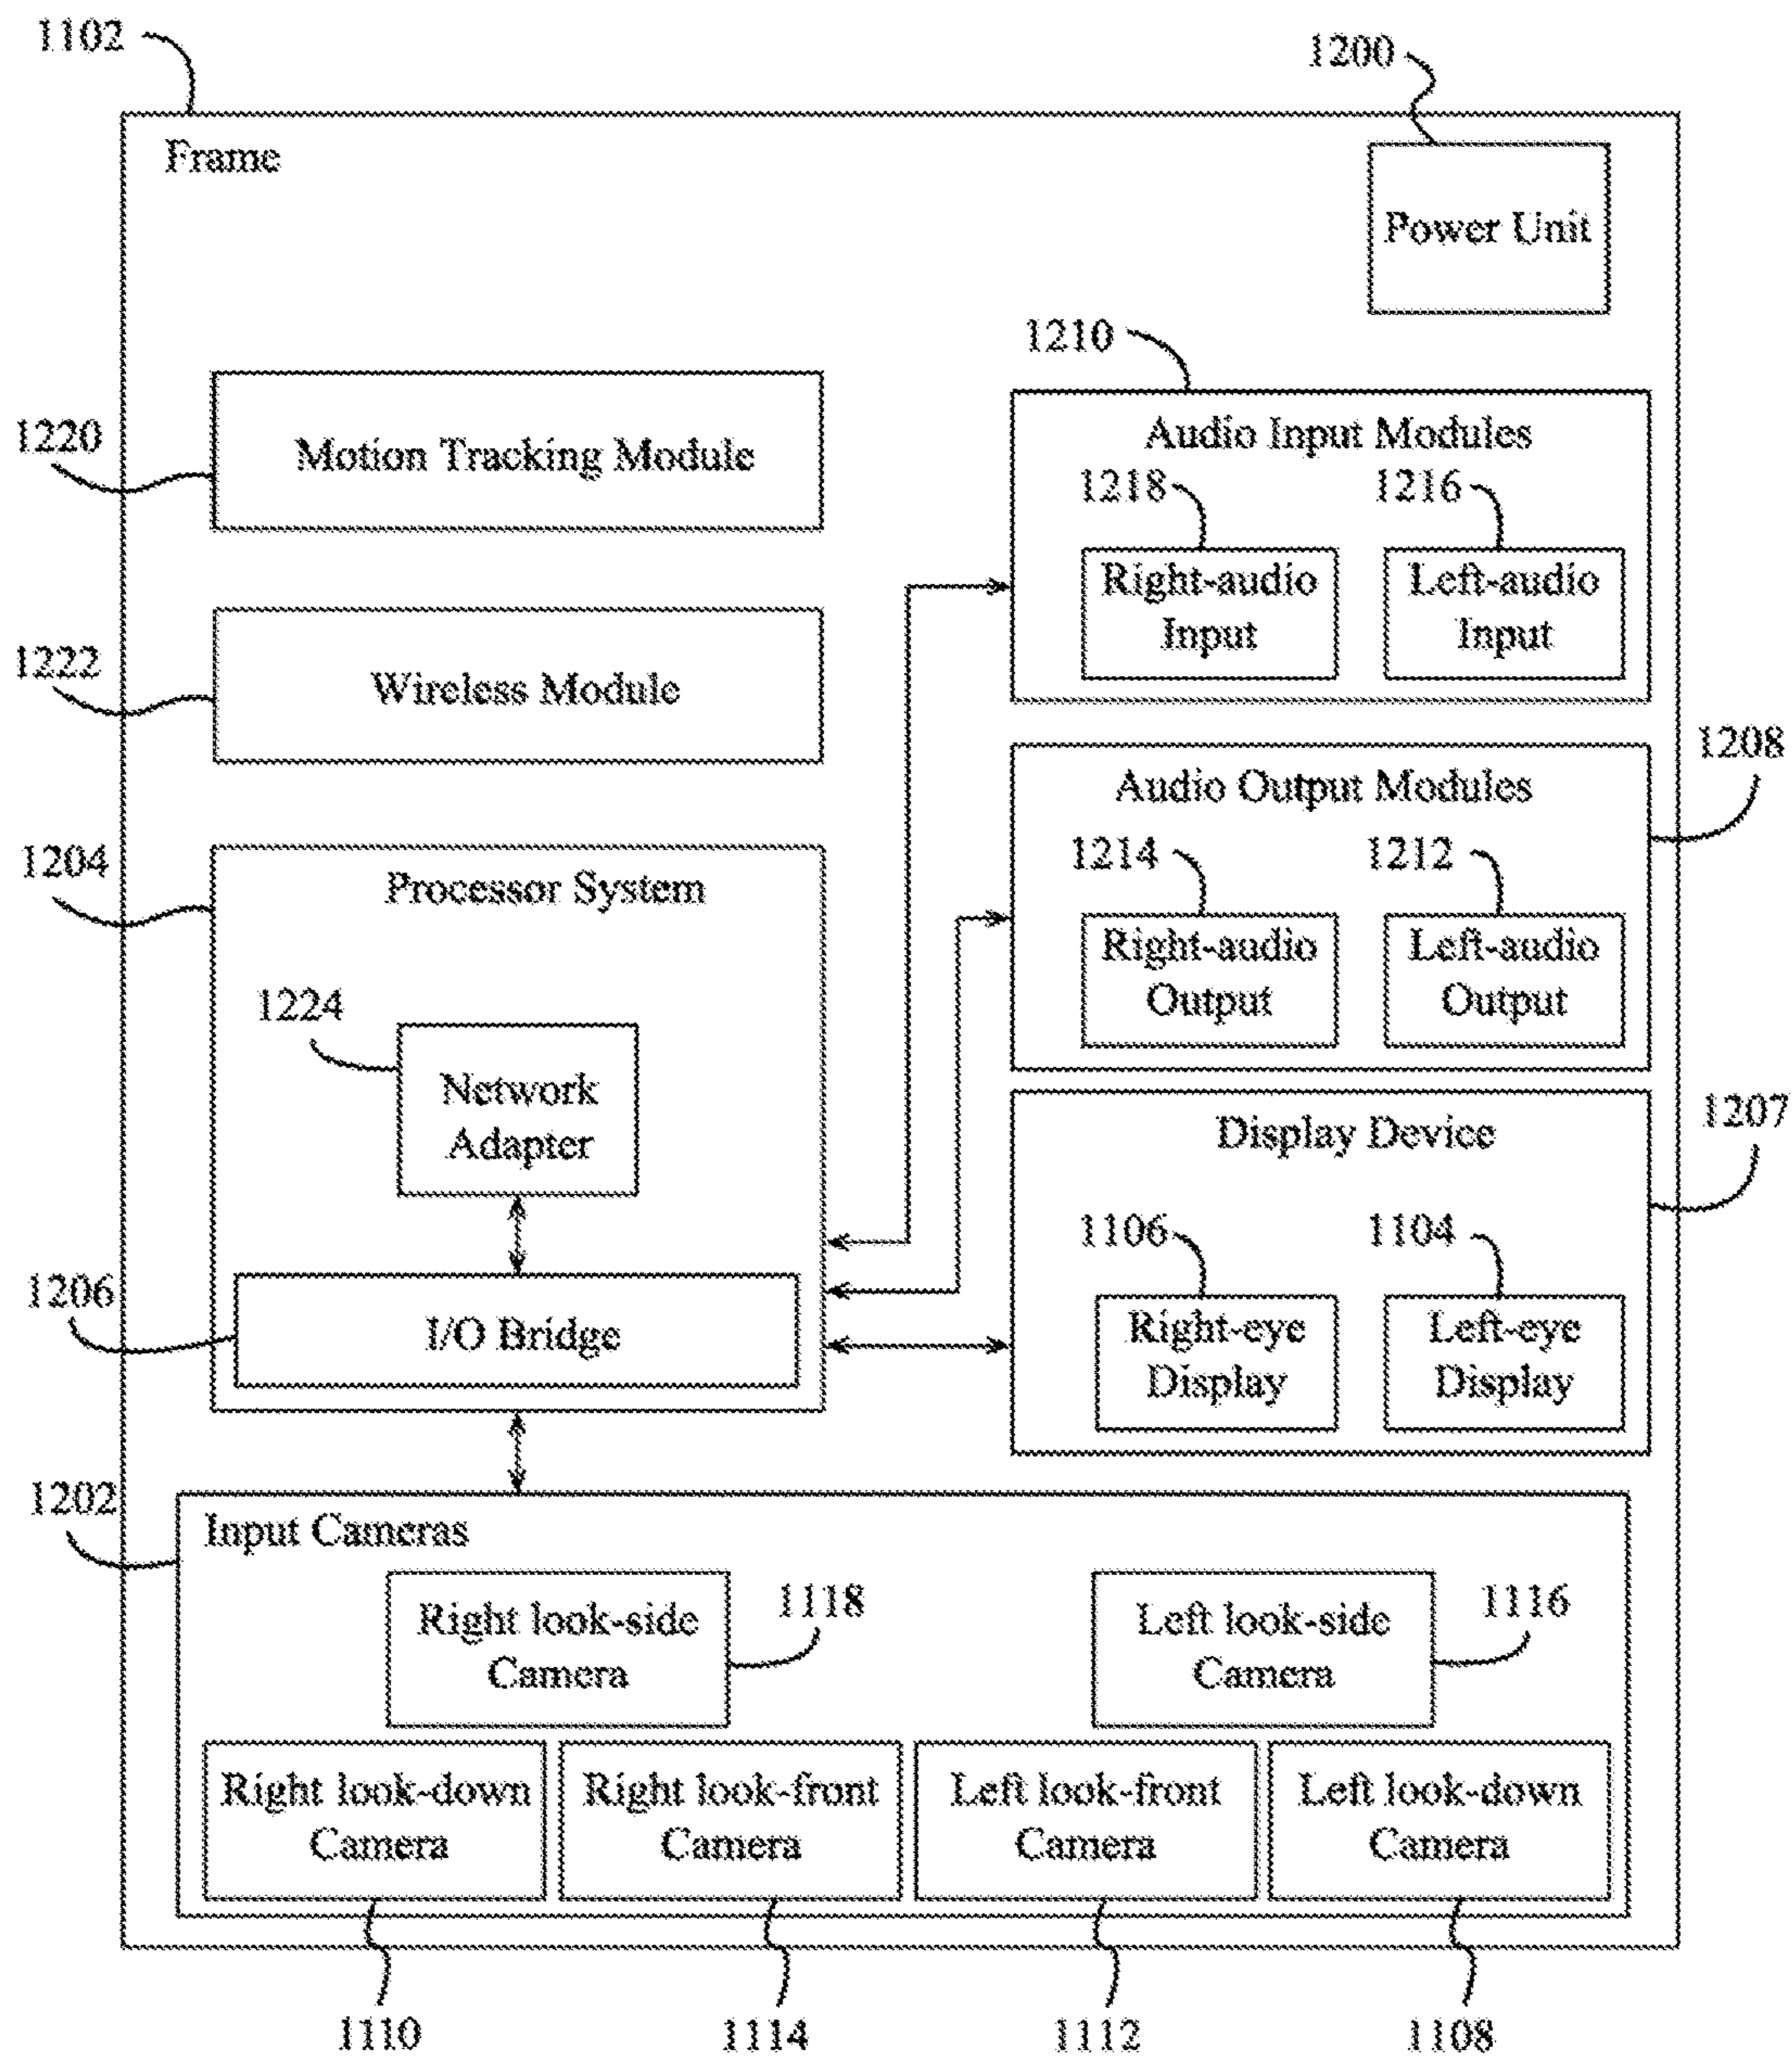 1102
1200
Frame
Power Unit
1210
1220
Motion Tracking Module
Audio Input Modules
1218
1216
Right-audio
Input
Left-audio
Input
1222
Wireless Module
1208
Audio Output Modules
1214
1212
Right-audio
Output
Left-audio
Output
1204
Processor System
1224
Network
Adapter
1207
Display Device
1106
1104
Right-eye
Display
Left-eye
Display
1206
I/O Bridge
1202
Input Cameras
Right look-side
Camera
1118
Left look-side
Camera
1116
Right look-down
Camera
Right look-front
Camera
Left look-front
Camera
Left look-down
Camera
1110
1114
1112
1108